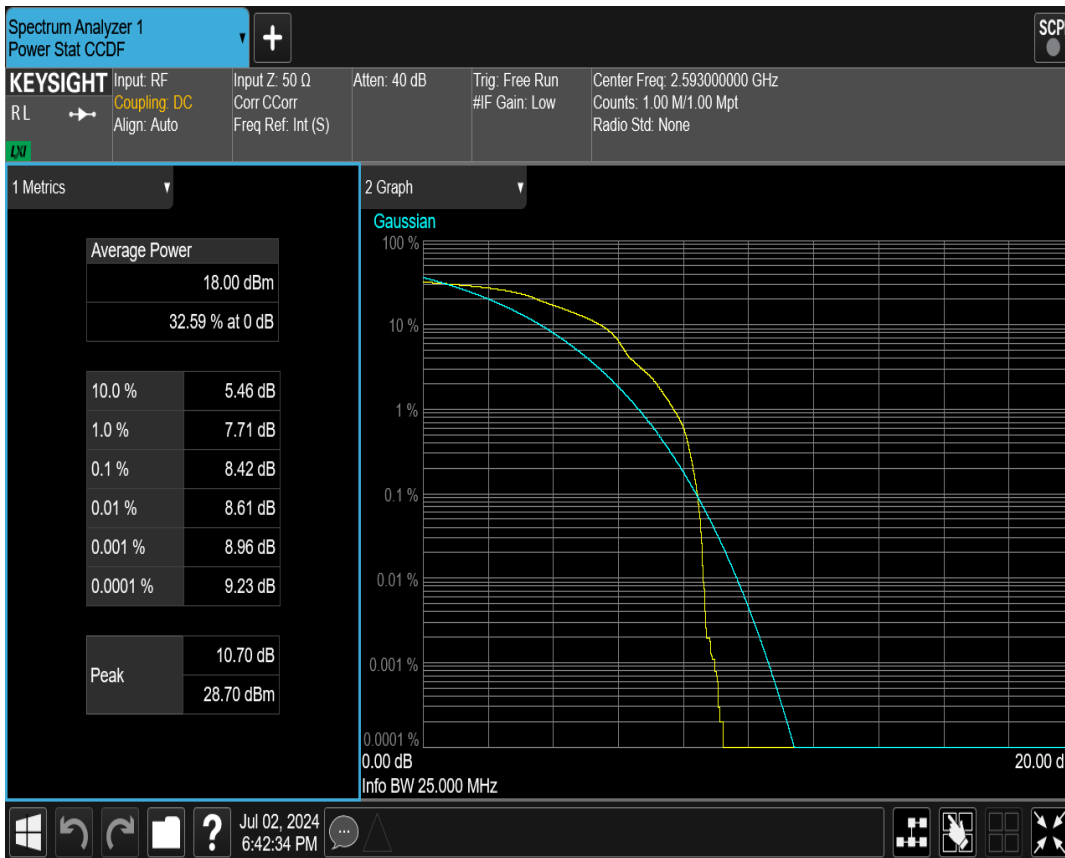 Spectrum Analyzer 1
Power Stat CCDF
+
SCP
KEYSIGHT
RL
LXI
Input: RF
Coupling: DC
Align: Auto
Input Z: 50 Ω
Corr CCorr
Freq Ref: Int (S)
Atten: 40 dB
Trig: Free Run
#IF Gain: Low
Center Freq: 2.593000000 GHz
Counts: 1.00 M/1.00 Mpt
Radio Std: None
1 Metrics
Average Power
18.00 dBm
32.59 % at 0 dB
10.0 % 5.46 dB
1.0 % 7.71 dB
0.1 % 8.42 dB
0.01 % 8.61 dB
0.001 % 8.96 dB
0.0001 % 9.23 dB
Peak
10.70 dB
28.70 dBm
2 Graph
Gaussian
100 %
10 %
1 %
0.1 %
0.01 %
0.001 %
0.0001 %
0.00 dB 20.00 d
Info BW 25.000 MHz
?
Jul 02, 2024
6:42:34 PM